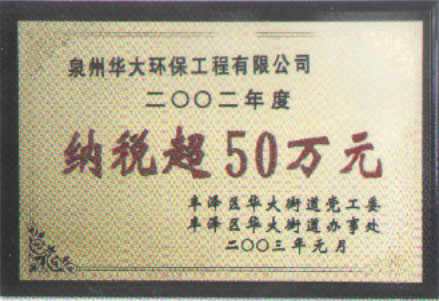 泉州华大环保工程有限公司
二〇〇二年度
纳税超50万元
丰泽区华大街道党工委
丰泽区华大街道办事处
二〇〇三年元月